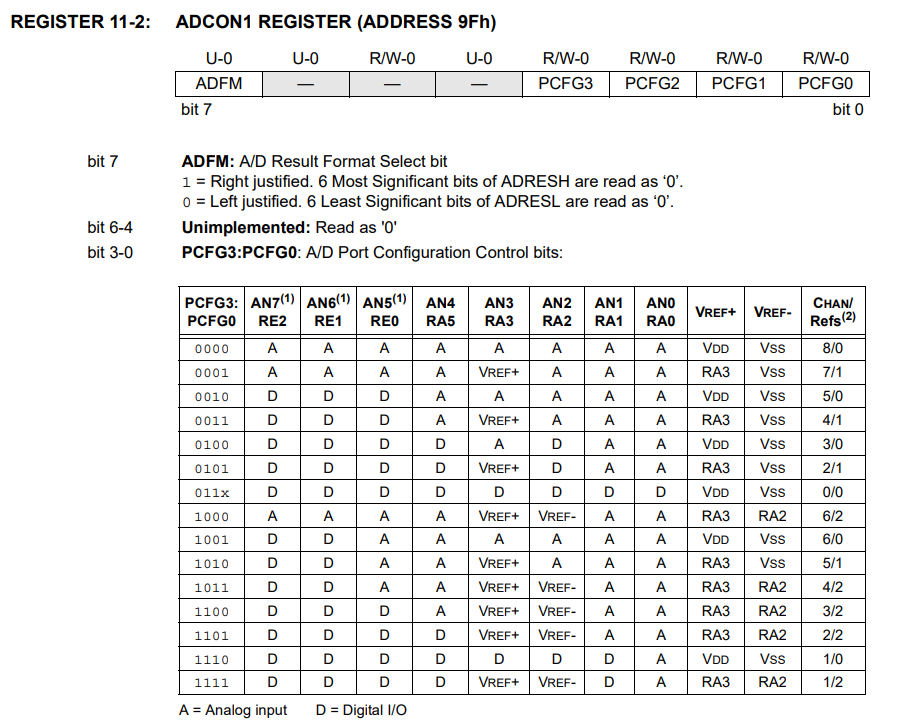 REGISTER 11-2: ADCON1 REGISTER (ADDRESS 9Fh)
U-0 U-0 R/W-0 U-0 R/W-0 R/W-0 R/W-0 R/W-0
ADFM — — — PCFG3 PCFG2 PCFG1 PCFG0
bit 7 bit 0
bit 7 ADFM: A/D Result Format Select bit
1 = Right justified. 6 Most Significant bits of ADRESH are read as ‘0’.
0 = Left justified. 6 Least Significant bits of ADRESL are read as ‘0’.
bit 6-4 Unimplemented: Read as '0'
bit 3-0 PCFG3:PCFG0: A/D Port Configuration Control bits:
PCFG3: AN7(1) AN6(1) AN5(1) AN4 AN3 AN2 AN1 AN0 VREF+ VREF- CHAN/
PCFG0 RE2 RE1 RE0 RA5 RA3 RA2 RA1 RA0 Refs(2)
0000 A A A A A A A A VDD VSS 8/0
0001 A A A A VREF+ A A A RA3 VSS 7/1
0010 D D D A A A A A VDD VSS 5/0
0011 D D D A VREF+ A A A RA3 VSS 4/1
0100 D D D D A D A A VDD VSS 3/0
0101 D D D D VREF+ D A A RA3 VSS 2/1
011x D D D D D D D D VDD VSS 0/0
1000 A A A A VREF+ VREF- A A RA3 RA2 6/2
1001 D D A A A A A A VDD VSS 6/0
1010 D D A A VREF+ A A A RA3 VSS 5/1
1011 D D A A VREF+ VREF- A A RA3 RA2 4/2
1100 D D D A VREF+ VREF- A A RA3 RA2 3/2
1101 D D D D VREF+ VREF- A A RA3 RA2 2/2
1110 D D D D D D D A VDD VSS 1/0
1111 D D D D VREF+ VREF- D A RA3 RA2 1/2
A = Analog input D = Digital I/O